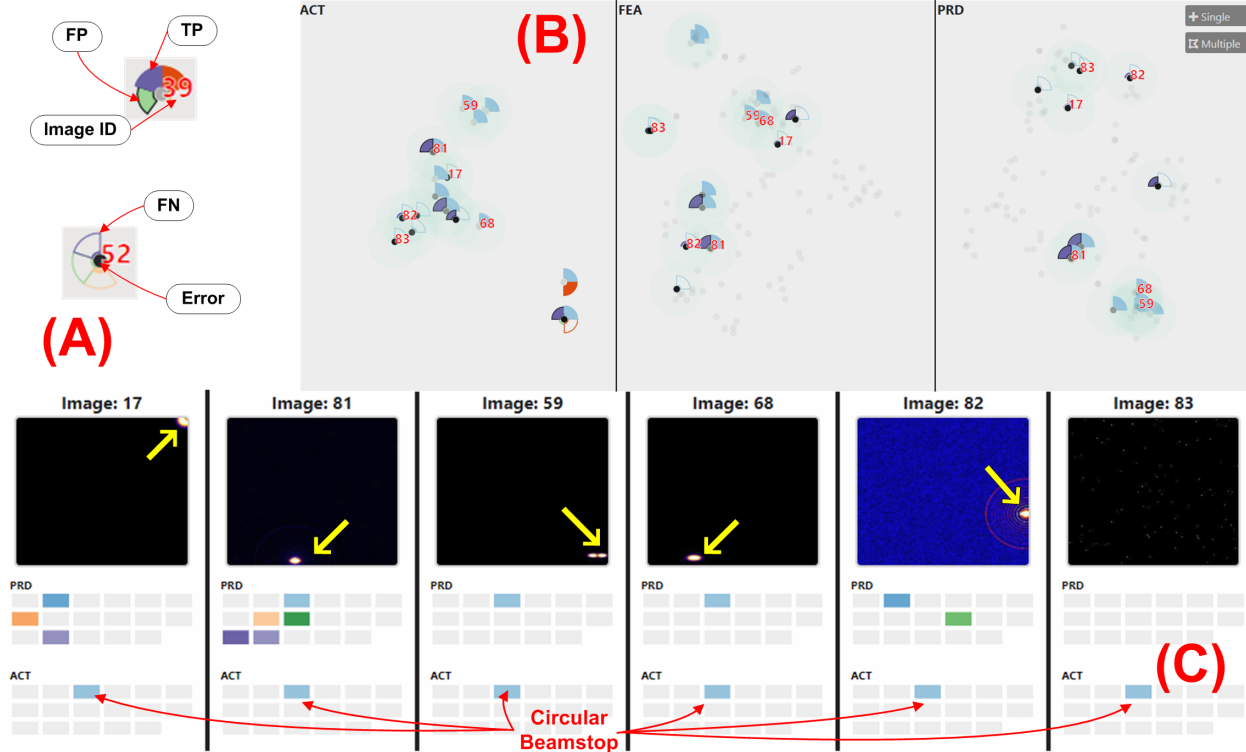 FP
TP
39
Image ID
FN
52
Error
(A)
ACT
(B)
59
81
17
82
68
83
FEA
83
59
68
17
82
81
PRD
Single
Multiple
83
82
17
81
68
59
Image: 17
Image: 81
Image: 59
Image: 68
Image: 82
Image: 83
PRD
PRD
PRD
PRD
PRD
PRD
ACT
ACT
ACT
ACT
ACT
ACT
(C)
Circular
Beamstop